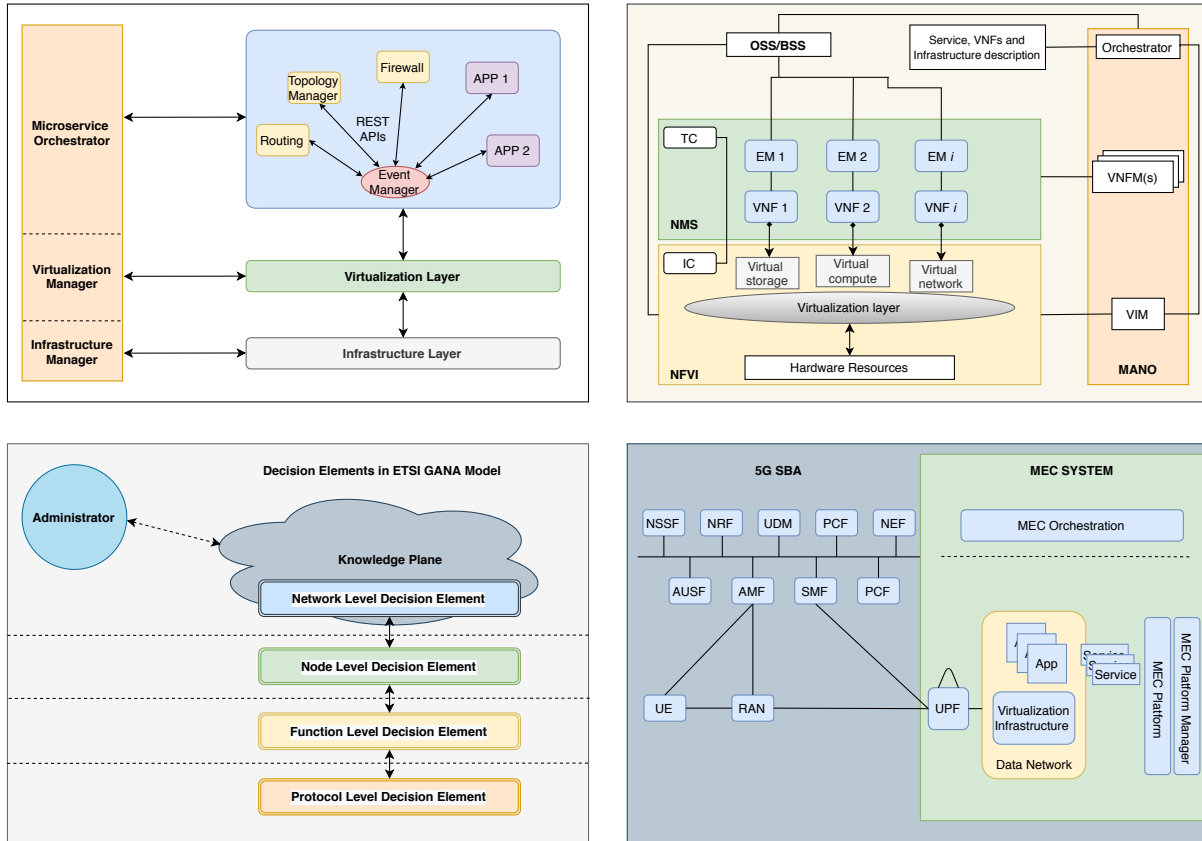 Microservice
Orchestrator
Virtualization
Manager
Infrastructure
Manager
Topology
Manager
Firewall
APP 1
REST
APIs
Routing
APP 2
Event
Manager
Virtualization Layer
Infrastructure Layer
OSS/BSS
Service, VNFs and
Infrastructure description
Orchestrator
TC
EM 1
EM 2
EM i
VNFM(s)
VNF 1
VNF 2
VNF i
NMS
IC
Virtual
storage
Virtual
compute
Virtual
network
Virtualization layer
VIM
Hardware Resources
NFVI
MANO
Decision Elements in ETSI GANA Model
Administrator
Knowledge Plane
Network Level Decision Element
Node Level Decision Element
Function Level Decision Element
Protocol Level Decision Element
5G SBA
MEC SYSTEM
NSSF
NRF
UDM
PCF
NEF
MEC Orchestration
AUSF
AMF
SMF
PCF
App
Service
Service
Service
UE
RAN
UPF
Virtualization
Infrastructure
Data Network
MEC Platform
MEC Platform Manager